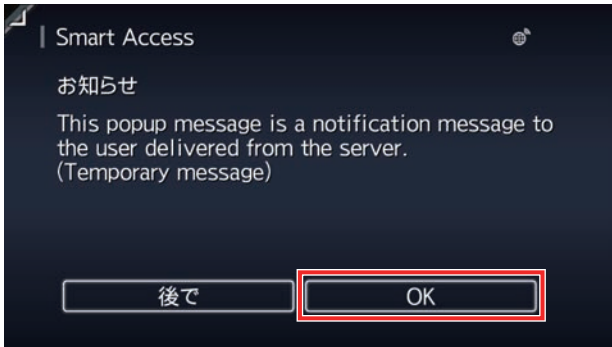 Smart Access
お知らせ
This popup message is a notification message to
the user delivered from the server.
(Temporary message)
後で
OK